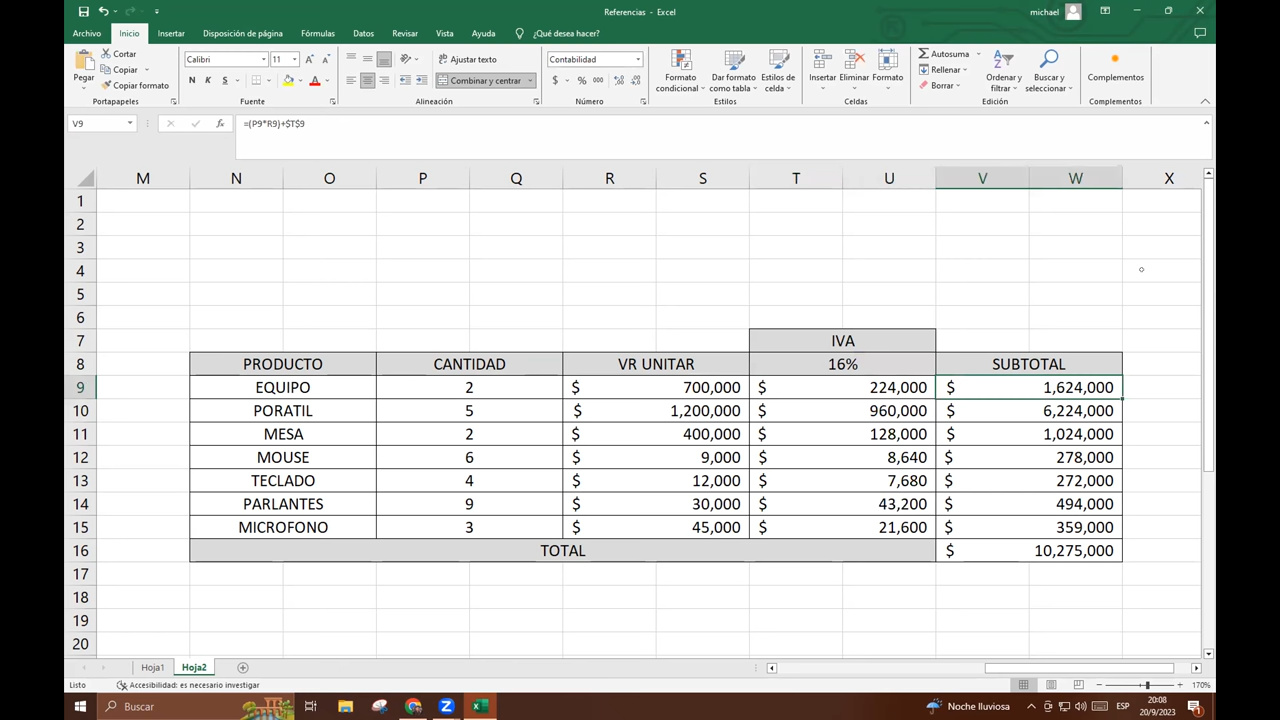 Referencias - Excel
michael
Archivo Inicio Insertar Disposición de página Fórmulas Datos Revisar Vista Ayuda ¿Qué desea hacer?
Pegar
Cortar
Copiar
Copiar formato
Portapapeles
Calibri 11
N K S
Fuente
Ajustar texto
Combinar y centrar
Alineación
Contabilidad
$ % 000
Número
Formato condicional
Dar formato como tabla
Estilos de celda
Estilos
Insertar Eliminar Formato
Celdas
Autosuma
Rellenar
Borrar
Ordenar y filtrar
Buscar y seleccionar
Edición
Complementos
Complementos
V9 fx =(P9*R9)+$T$9
M N O P Q R S T U V W X
1
2
3
4
5
6
7 IVA
8 PRODUCTO CANTIDAD VR UNITAR 16% SUBTOTAL
9 EQUIPO 2 $ 700,000 $ 224,000 $ 1,624,000
10 PORATIL 5 $ 1,200,000 $ 960,000 $ 6,224,000
11 MESA 2 $ 400,000 $ 128,000 $ 1,024,000
12 MOUSE 6 $ 9,000 $ 8,640 $ 278,000
13 TECLADO 4 $ 12,000 $ 7,680 $ 272,000
14 PARLANTES 9 $ 30,000 $ 43,200 $ 494,000
15 MICROFONO 3 $ 45,000 $ 21,600 $ 359,000
16 TOTAL $ 10,275,000
17
18
19
20
Hoja1 Hoja2
Listo Accesibilidad: es necesario investigar 170%
Buscar Noche lluviosa ESP 20:08
20/9/2023